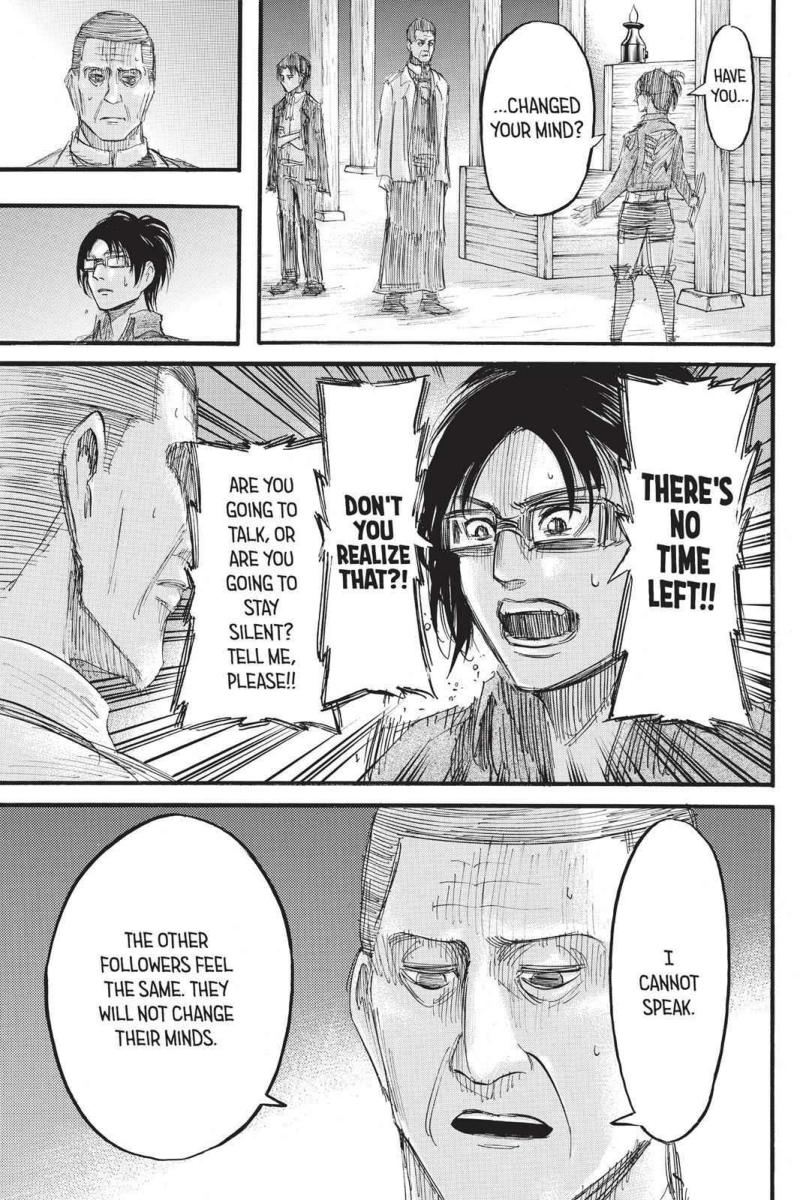 HAVE
YOU...
...CHANGED
YOUR MIND?
THERE'S
NO
TIME
LEFT!!
DON'T
YOU
REALIZE
THAT?!
ARE YOU
GOING TO
TALK, OR
ARE YOU
GOING TO
STAY
SILENT?
TELL ME,
PLEASE!!
I
CANNOT
SPEAK.
THE OTHER
FOLLOWERS FEEL
THE SAME. THEY
WILL NOT CHANGE
THEIR MINDS.